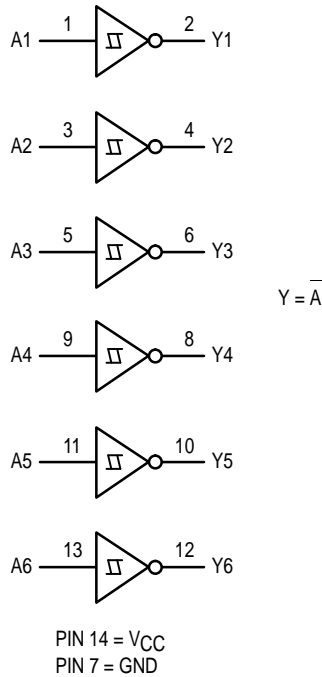 A1 1 2 Y1
A2 3 4 Y2
A3 5 6 Y3
Y = A̅
A4 9 8 Y4
A5 11 10 Y5
A6 13 12 Y6
PIN 14 = VCC
PIN 7 = GND